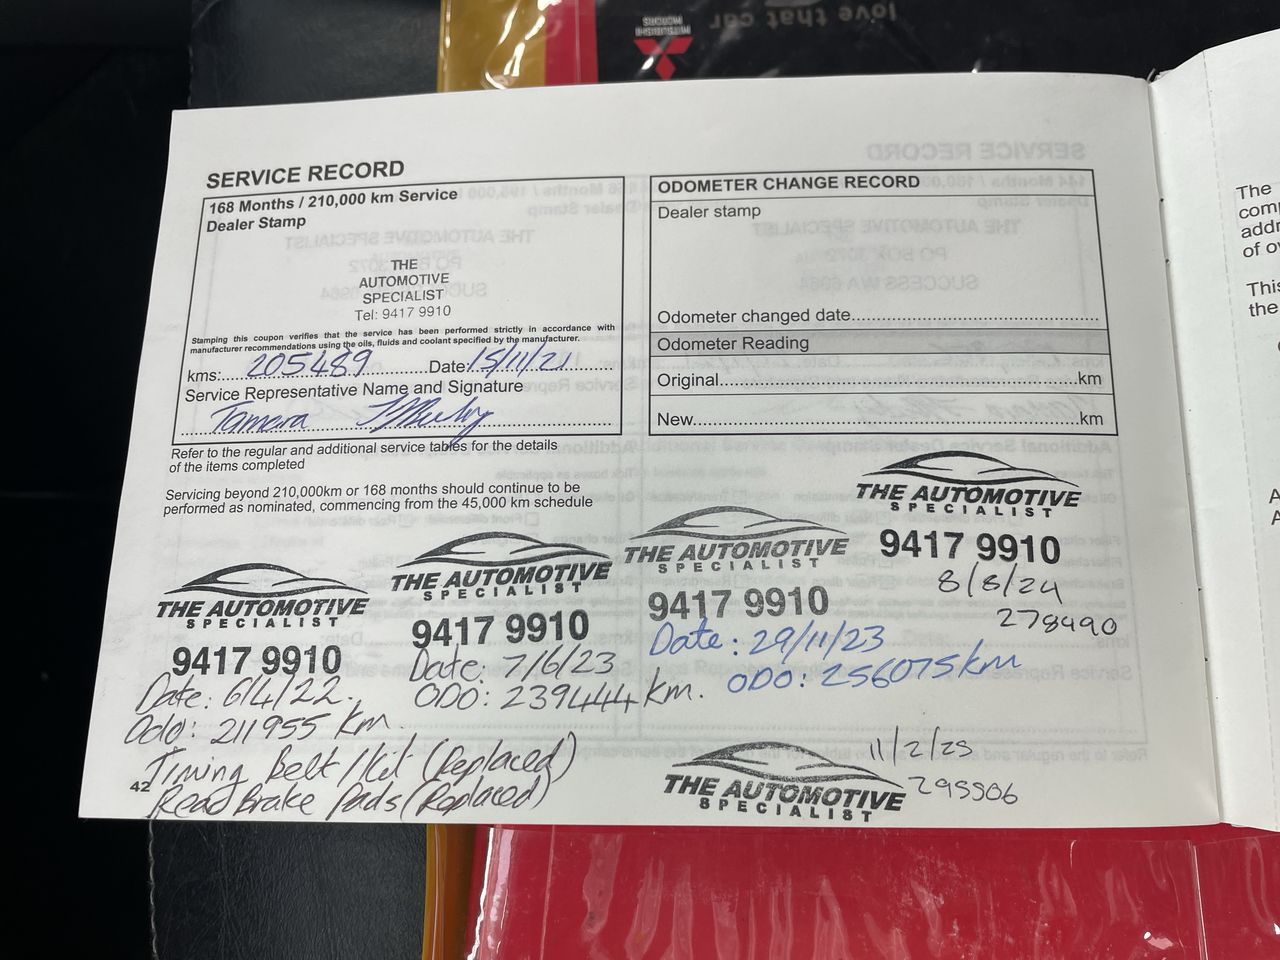 love that car
MITSUBISHI
MOTORS
SERVICE RECORD
168 Months / 210,000 km Service
Dealer Stamp
THE
AUTOMOTIVE
SPECIALIST
Tel: 9417 9910
Stamping this coupon verifies that the service has been performed strictly in accordance with
manufacturer recommendations using the oils, fluids and coolant specified by the manufacturer.
kms:....205489............Date 15/11/21.........
Service Representative Name and Signature
Tamara
Refer to the regular and additional service tables for the details
of the items completed
Servicing beyond 210,000km or 168 months should continue to be
performed as nominated, commencing from the 45,000 km schedule
ODOMETER CHANGE RECORD
Dealer stamp
Odometer changed date..........................................
Odometer Reading
Original..............................................................km
New..................................................................km
THE AUTOMOTIVE
SPECIALIST
9417 9910
Date: 6/4/22.
Odo: 211955 km.
Timing Belt/Kit (Replaced)
Rear Brake Pads (Replaced)
THE AUTOMOTIVE
SPECIALIST
9417 9910
Date: 7/6/23
ODO: 239444 km.
THE AUTOMOTIVE
SPECIALIST
9417 9910
Date: 29/11/23
ODO: 256075km
THE AUTOMOTIVE
SPECIALIST
9417 9910
8/8/24
278490
THE AUTOMOTIVE
SPECIALIST
11/2/25
295506
42
The